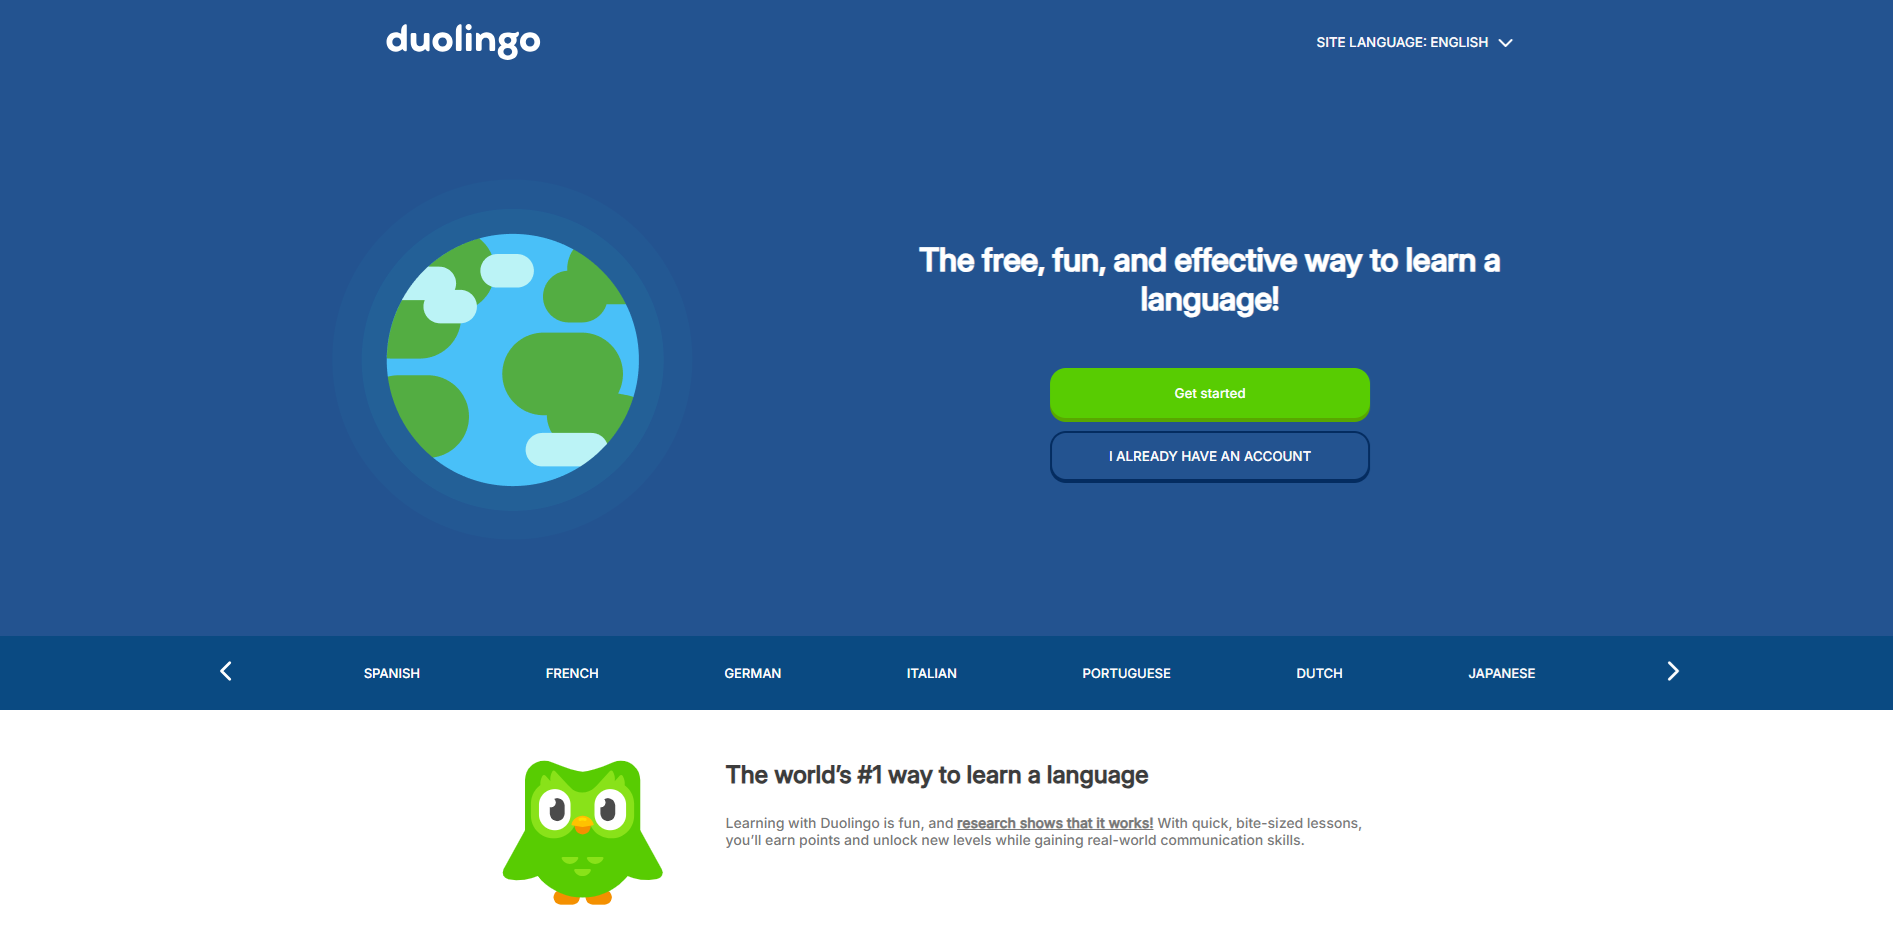 duolingo
SITE LANGUAGE: ENGLISH
The free, fun, and effective way to learn a
language!
Get started
I ALREADY HAVE AN ACCOUNT
SPANISH
FRENCH
GERMAN
ITALIAN
PORTUGUESE
DUTCH
JAPANESE
The world’s #1 way to learn a language
Learning with Duolingo is fun, and research shows that it works! With quick, bite-sized lessons,
you’ll earn points and unlock new levels while gaining real-world communication skills.